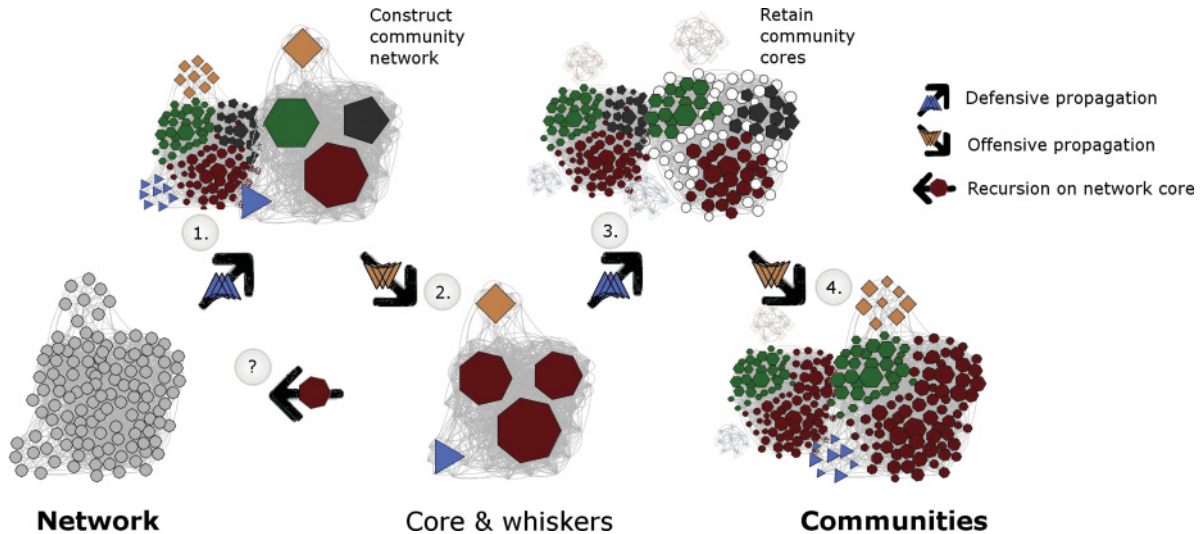 Construct
community
network
Retain
community
cores
Defensive propagation
Offensive propagation
Recursion on network core
1.
3.
2.
4.
?
Network
Core & whiskers
Communities